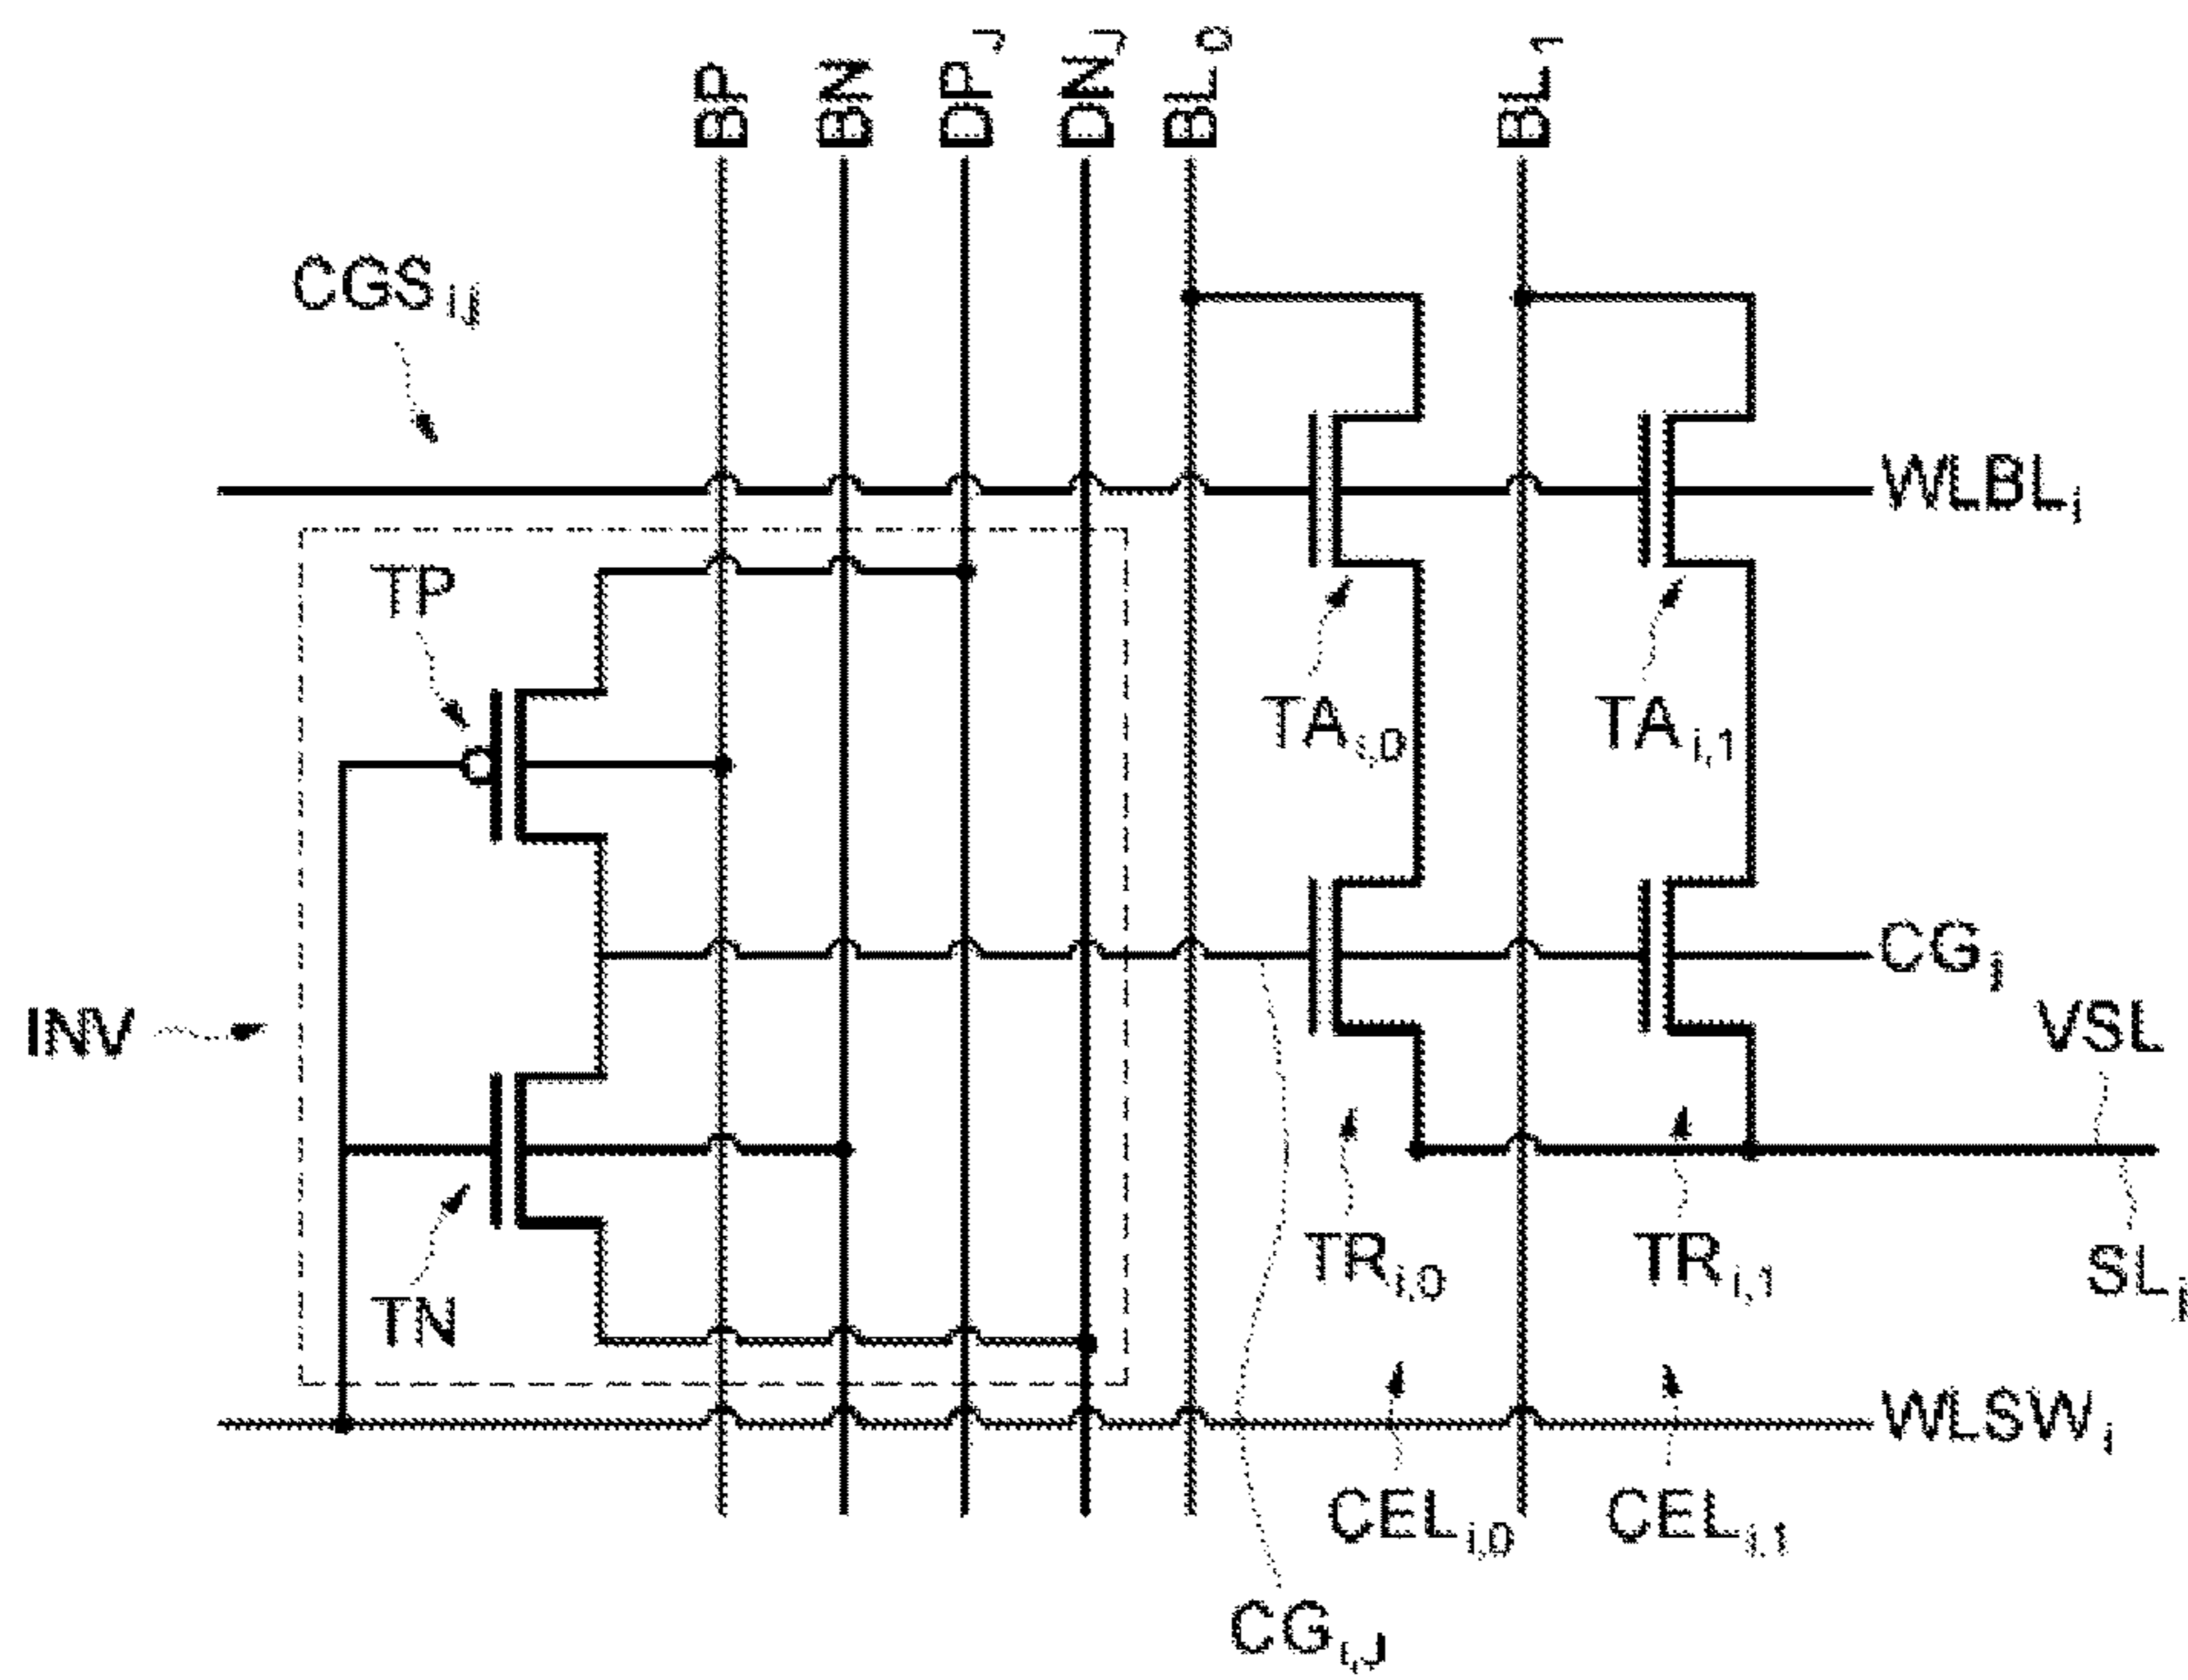 BP
BN
DPJ
DNJ
BL0
BL1
CGSij
WLBLi
TP
TAi,0
TAi,1
CGi
INV
VSL
TRi,0
TRi,1
SLi
TN
WLSWi
CELi,0
CELi,1
CGi,J